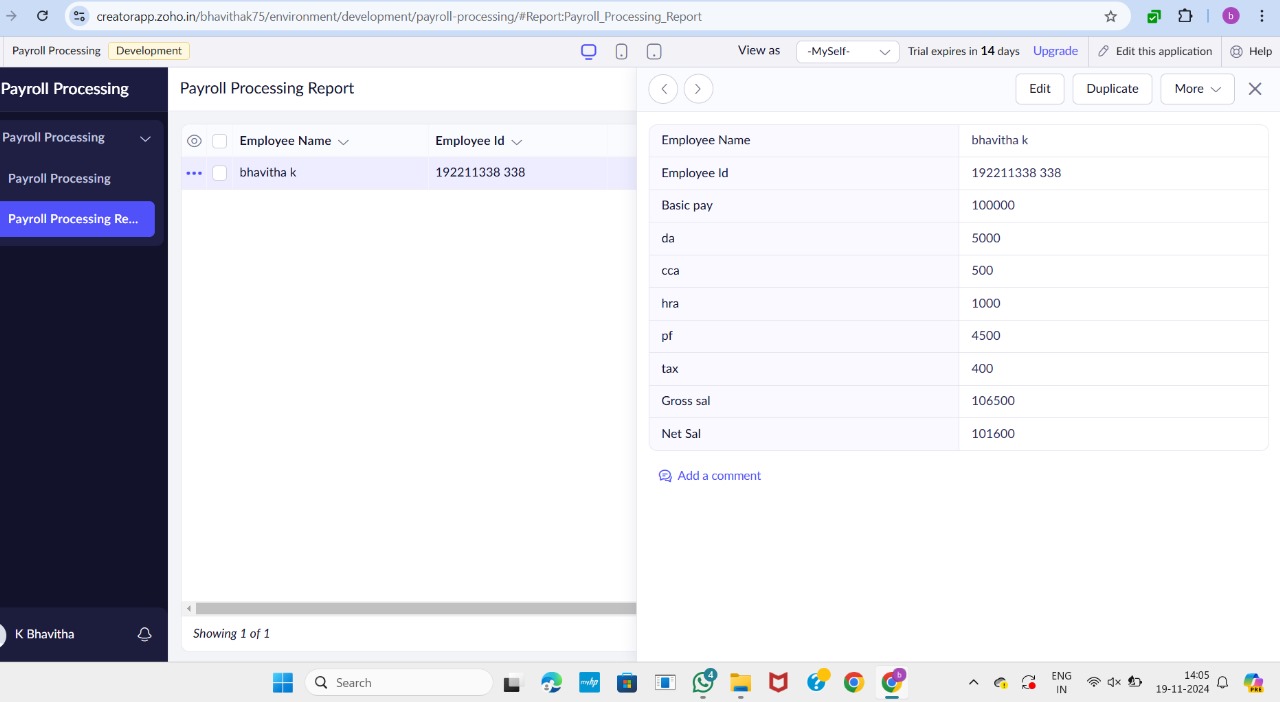 creatorapp.zoho.in/bhavithak75/environment/development/payroll-processing/#Report:Payroll_Processing_Report
b
Payroll Processing Development View as -MySelf- Trial expires in 14 days Upgrade Edit this application Help
Payroll Processing
Payroll Processing
Payroll Processing
Payroll Processing Re...
K Bhavitha
Payroll Processing Report
Employee Name Employee Id
bhavitha k 192211338 338
Showing 1 of 1
Edit Duplicate More
Employee Name bhavitha k
Employee Id 192211338 338
Basic pay 100000
da 5000
cca 500
hra 1000
pf 4500
tax 400
Gross sal 106500
Net Sal 101600
Add a comment
Search
myhp
4
b
ENG
IN
14:05
19-11-2024
PRE